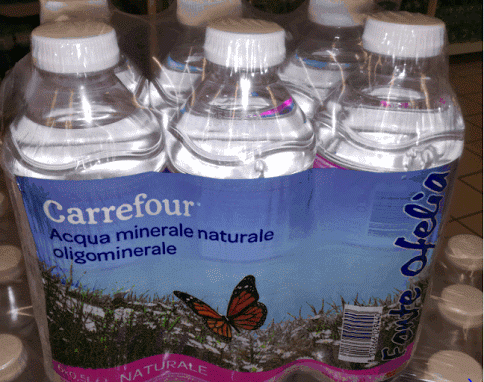 Carrefour
Acqua minerale naturale
oligominerale
Fonte Ofelia
NATURALE